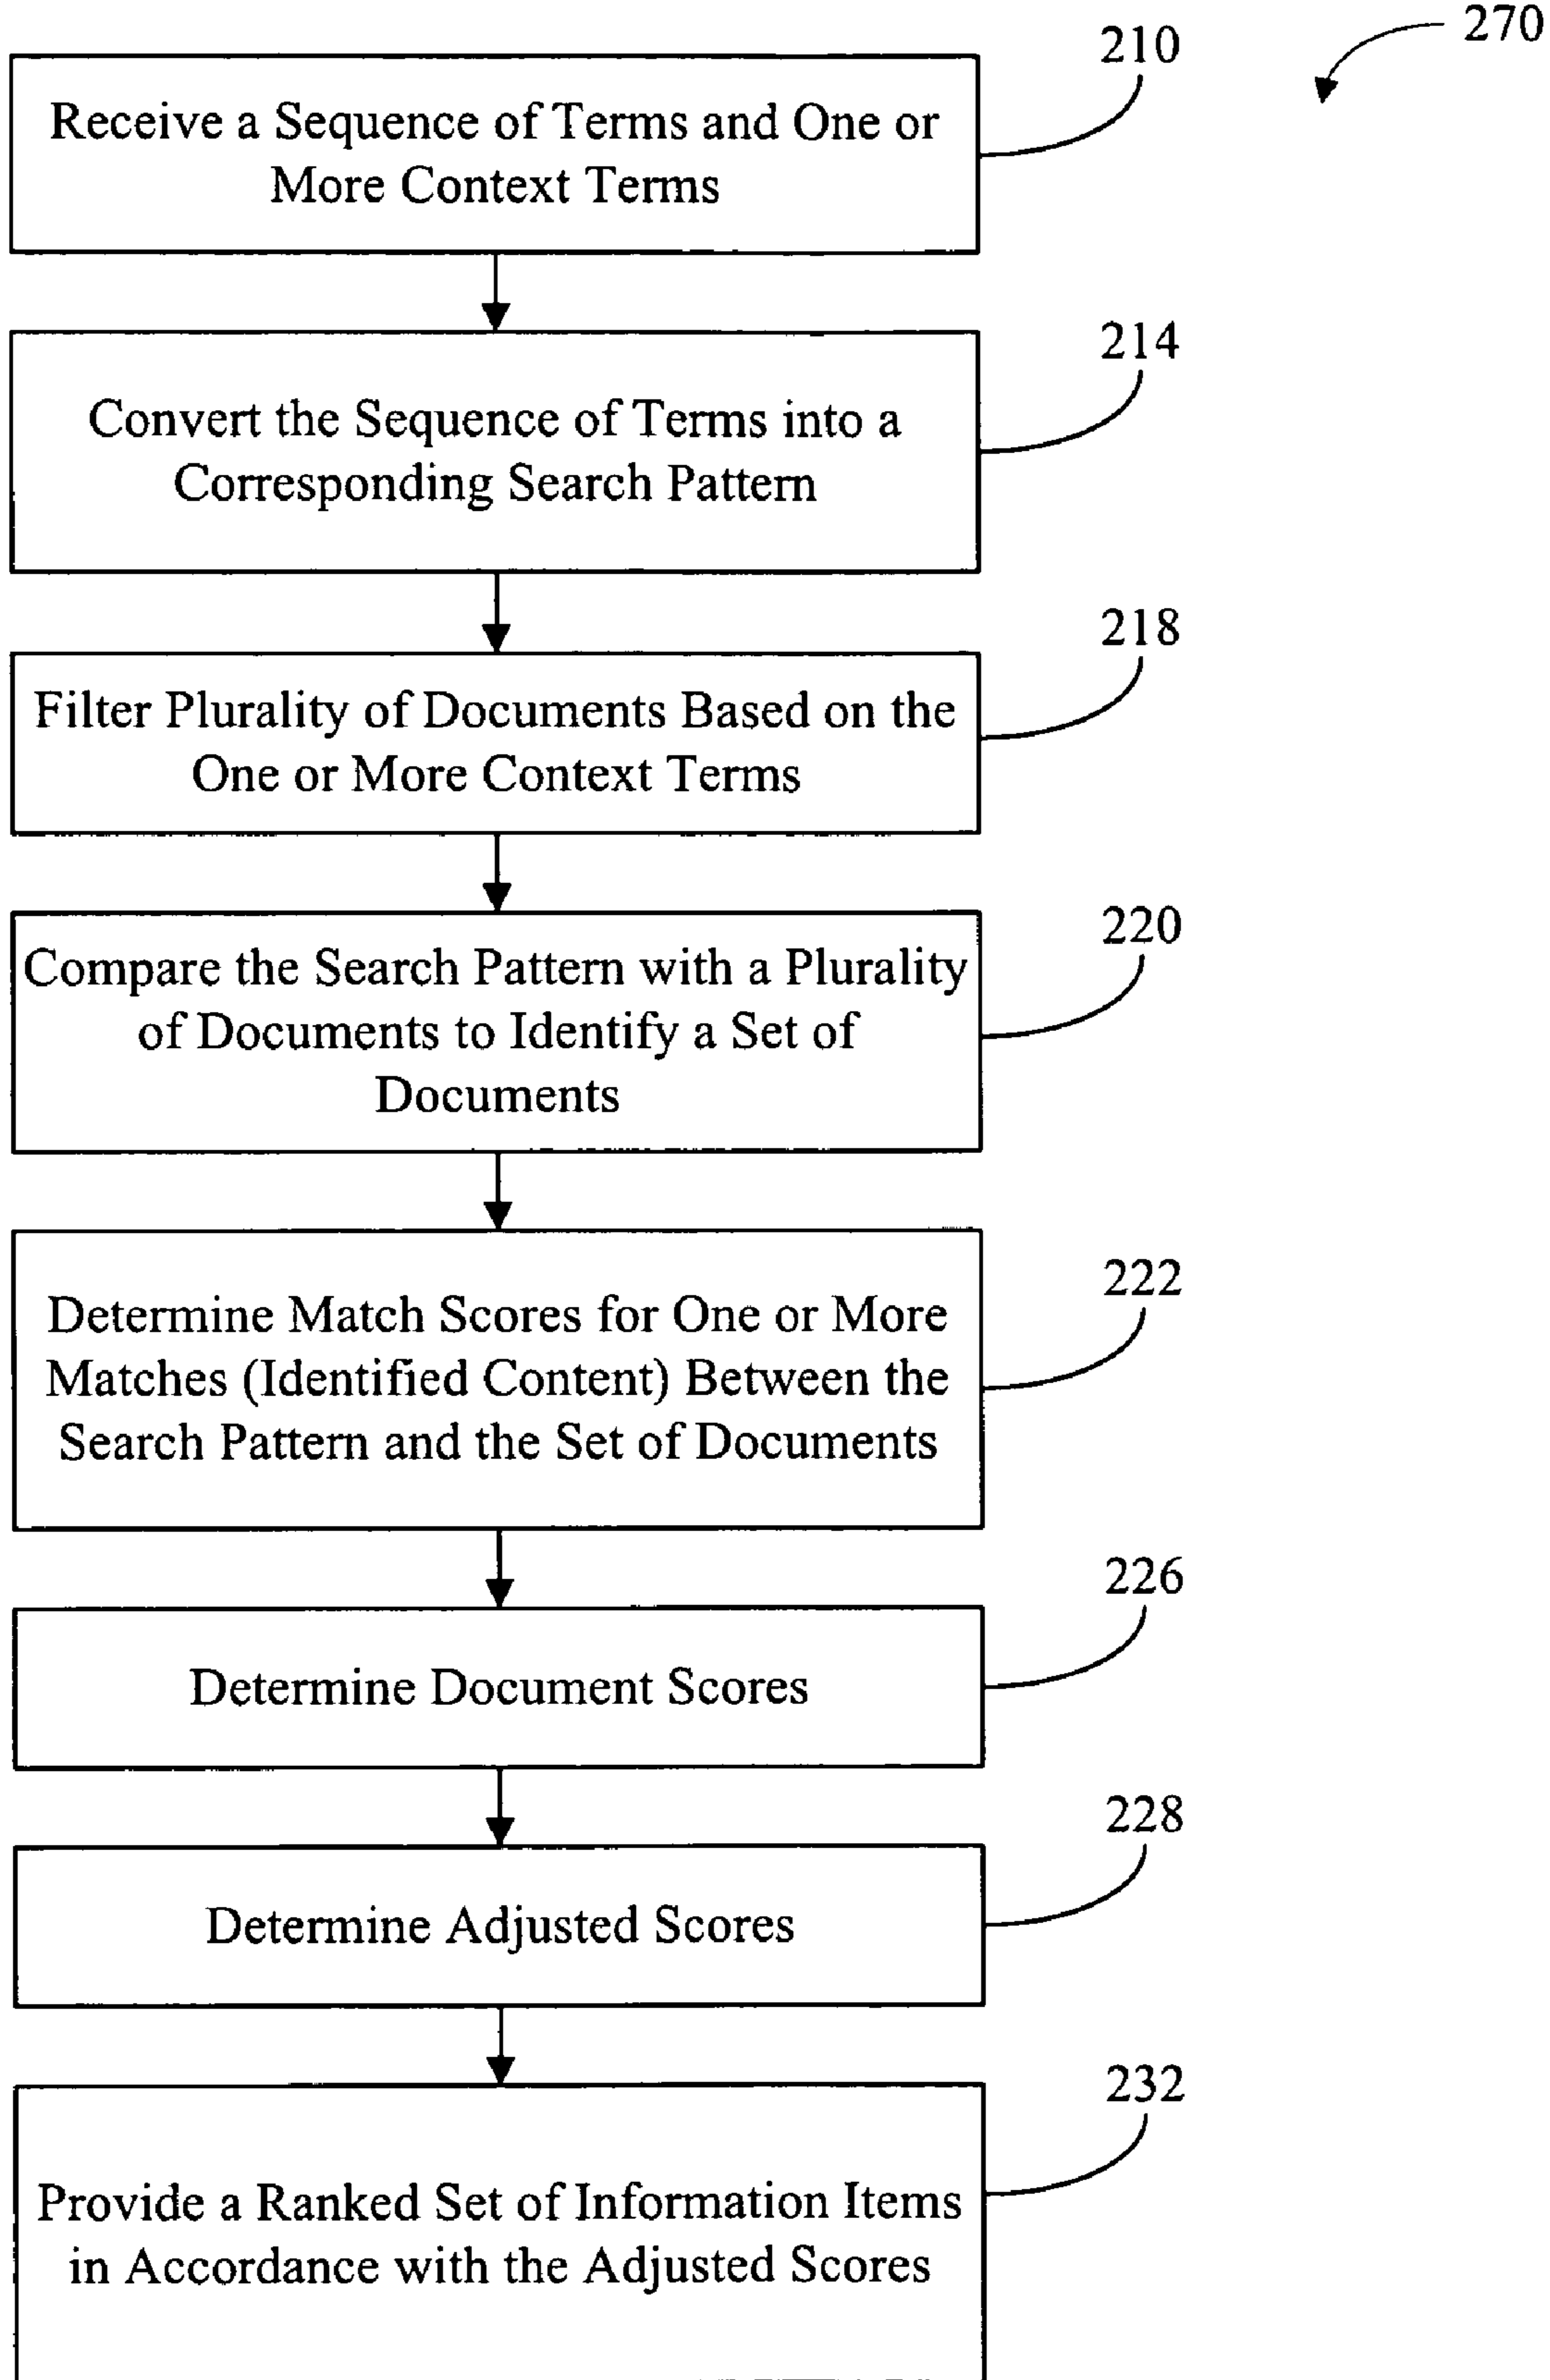 270
210
Receive a Sequence of Terms and One or
More Context Terms
214
Convert the Sequence of Terms into a
Corresponding Search Pattern
218
Filter Plurality of Documents Based on the
One or More Context Terms
220
Compare the Search Pattern with a Plurality
of Documents to Identify a Set of
Documents
222
Determine Match Scores for One or More
Matches (Identified Content) Between the
Search Pattern and the Set of Documents
226
Determine Document Scores
228
Determine Adjusted Scores
232
Provide a Ranked Set of Information Items
in Accordance with the Adjusted Scores